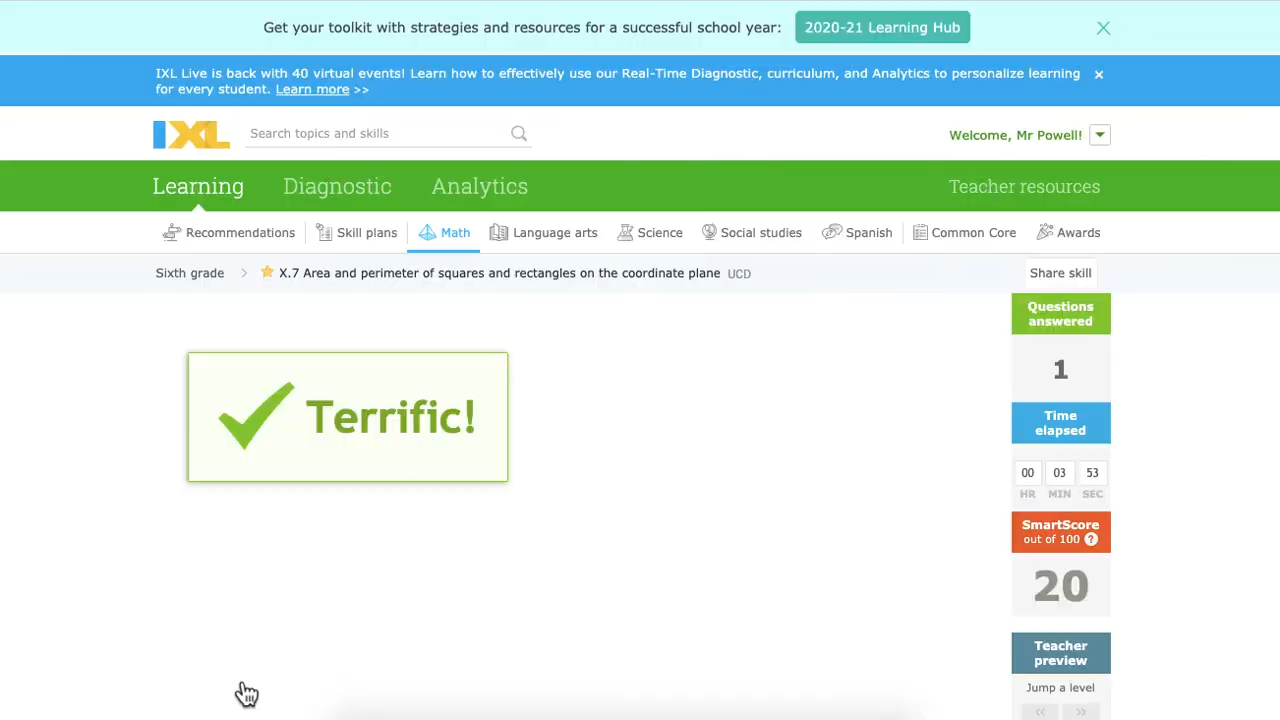 Get your toolkit with strategies and resources for a successful school year: 2020-21 Learning Hub
IXL Live is back with 40 virtual events! Learn how to effectively use our Real-Time Diagnostic, curriculum, and Analytics to personalize learning
for every student. Learn more >>
IXL Search topics and skills Welcome, Mr Powell!
Learning Diagnostic Analytics Teacher resources
Recommendations Skill plans Math Language arts Science Social studies Spanish Common Core Awards
Sixth grade > X.7 Area and perimeter of squares and rectangles on the coordinate plane UCD Share skill
Questions
answered
1
Terrific!
Time
elapsed
00 03 53
HR MIN SEC
SmartScore
out of 100 ?
20
Teacher
preview
Jump a level
<< >>